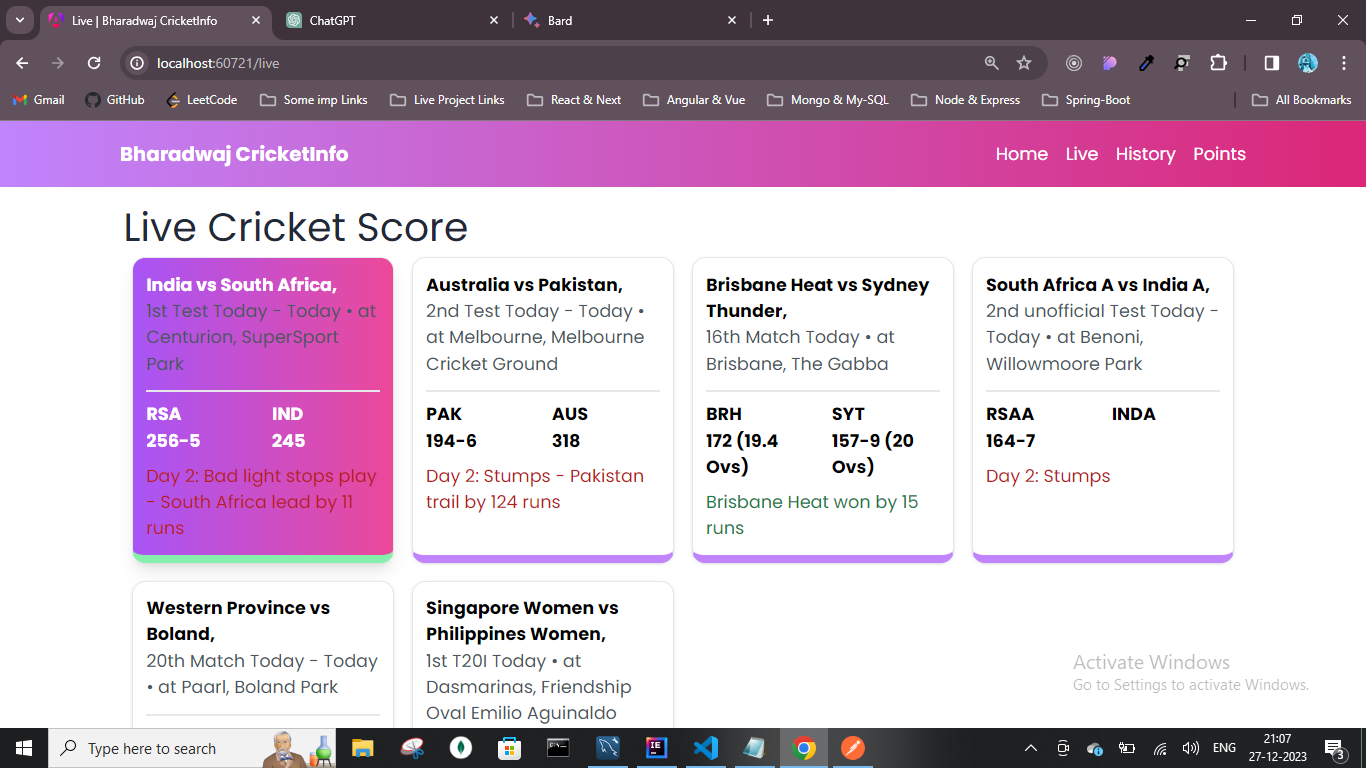 Live | Bharadwaj CricketInfo
ChatGPT
Bard
localhost:60721/live
Gmail
GitHub
LeetCode
Some imp Links
Live Project Links
React & Next
Angular & Vue
Mongo & My-SQL
Node & Express
Spring-Boot
All Bookmarks
Bharadwaj CricketInfo
Home
Live
History
Points
Live Cricket Score
India vs South Africa,
1st Test Today - Today • at
Centurion, SuperSport
Park
RSA
IND
256-5
245
Day 2: Bad light stops play
- South Africa lead by 11
runs
Australia vs Pakistan,
2nd Test Today - Today •
at Melbourne, Melbourne
Cricket Ground
PAK
AUS
194-6
318
Day 2: Stumps - Pakistan
trail by 124 runs
Brisbane Heat vs Sydney
Thunder,
16th Match Today • at
Brisbane, The Gabba
BRH
SYT
172 (19.4
Ovs)
157-9 (20
Ovs)
Brisbane Heat won by 15
runs
South Africa A vs India A,
2nd unofficial Test Today -
Today • at Benoni,
Willowmoore Park
RSAA
INDA
164-7
Day 2: Stumps
Western Province vs
Boland,
20th Match Today - Today
• at Paarl, Boland Park
Singapore Women vs
Philippines Women,
1st T20I Today • at
Dasmarinas, Friendship
Oval Emilio Aguinaldo
Activate Windows
Go to Settings to activate Windows.
Type here to search
IE
ENG
21:07
27-12-2023
3